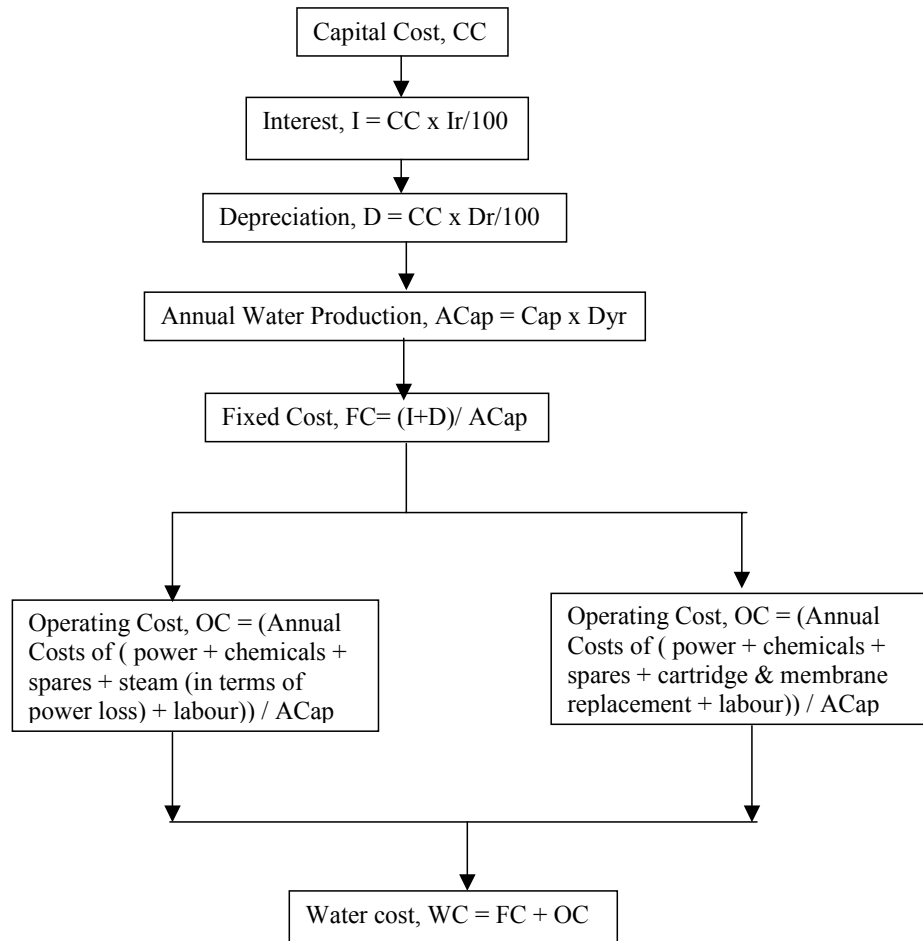 Capital Cost, CC
Interest, I = CC x Ir/100
Depreciation, D = CC x Dr/100
Annual Water Production, ACap = Cap x Dyr
Fixed Cost, FC= (I+D)/ ACap
Operating Cost, OC = (Annual
Costs of ( power + chemicals +
spares + steam (in terms of
power loss) + labour)) / ACap
Operating Cost, OC = (Annual
Costs of ( power + chemicals +
spares + cartridge & membrane
replacement + labour)) / ACap
Water cost, WC = FC + OC